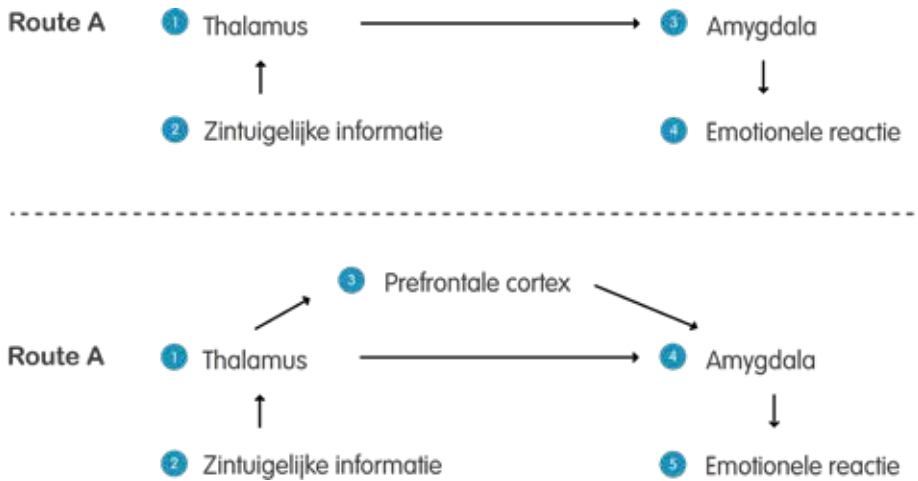 Route A 1 Thalamus 3 Amygdala
2 Zintuigelijke informatie 4 Emotionele reactie
3 Prefrontale cortex
Route A 1 Thalamus 4 Amygdala
2 Zintuigelijke informatie 5 Emotionele reactie